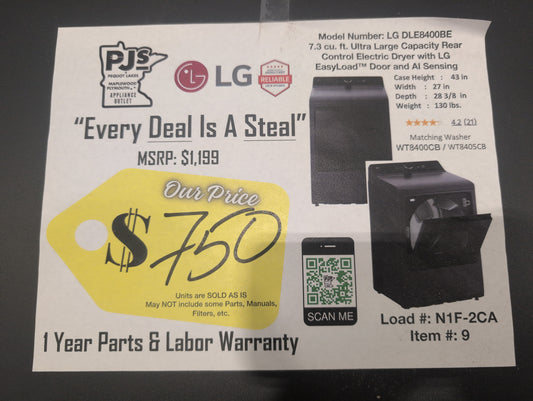 PJs
PEQUOT LAKES
MAPLEWOOD
PLYMOUTH
APPLIANCE
OUTLET
LG
RELIABLE
"Every Deal Is A Steal"
MSRP: $1,199
Our Price
$750
Units are SOLD AS IS
May NOT include some Parts, Manuals,
Filters, etc.
1 Year Parts & Labor Warranty
Model Number: LG DLE8400BE
7.3 cu. ft. Ultra Large Capacity Rear
Control Electric Dryer with LG
EasyLoad™ Door and AI Sensing
Case Height : 43 in
Width : 27 in
Depth : 28 3/8 in
Weight : 130 lbs.
4.2 (21)
Matching Washer
WT8400CB / WT8405CB
SCAN ME
Load #: N1F-2CA
Item #: 9